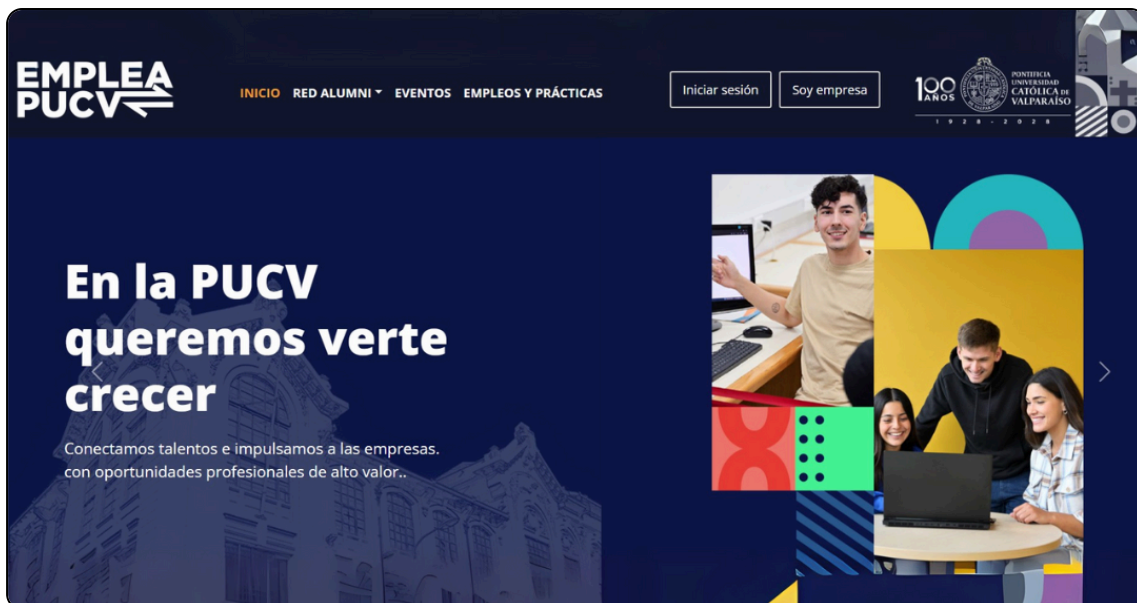 EMPLEA
PUCV
INICIO RED ALUMNI EVENTOS EMPLEOS Y PRÁCTICAS
Iniciar sesión Soy empresa
100
AÑOS
PONTIFICIA
UNIVERSIDAD
CATÓLICA DE
VALPARAÍSO
1928-2028
En la PUCV
queremos verte
crecer
Conectamos talentos e impulsamos a las empresas.
con oportunidades profesionales de alto valor..